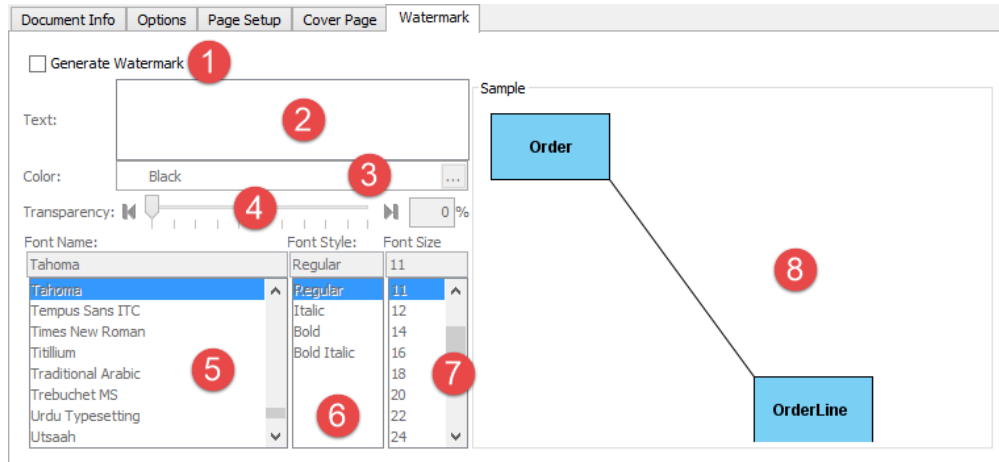 Document Info Options Page Setup Cover Page Watermark
Generate Watermark 1
Sample
Text: 2
Color: Black 3 ...
Transparency: 4 0 %
Font Name: Font Style: Font Size
Tahoma Regular 11
Tahoma Regular 11
Tempus Sans ITC Italic 12
Times New Roman Bold 14
Titillium Bold Italic 16
Traditional Arabic 18
Trebuchet MS 20
Urdu Typesetting 22
Utsaah 24
5
6
7
Order
8
OrderLine